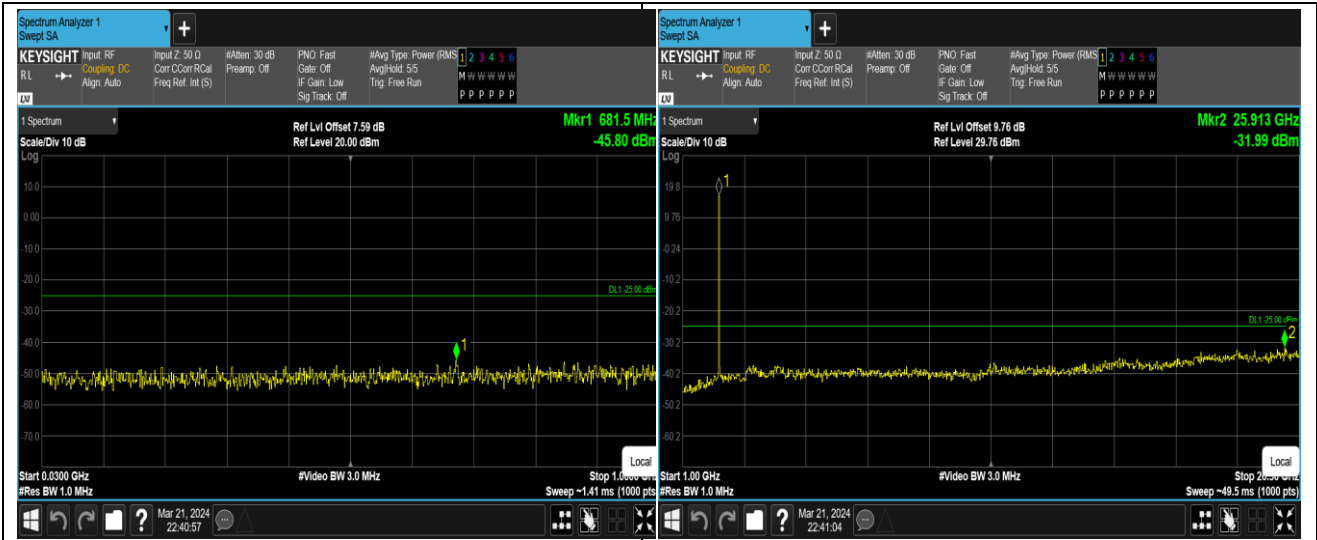 Spectrum Analyzer 1
Swept SA
+
KEYSIGHT
RL
LXI
Input: RF
Coupling: DC
Align: Auto
Input Z: 50 Ω
Corr CCorr RCal
Freq Ref: Int (S)
#Atten: 30 dB
Preamp: Off
PNO: Fast
Gate: Off
IF Gain: Low
Sig Track: Off
#Avg Type: Power (RMS
Avg|Hold: 5/5
Trig: Free Run
1 2 3 4 5 6
M W W W W W
P P P P P P
1 Spectrum
Scale/Div 10 dB
Log
Ref Lvl Offset 7.59 dB
Ref Level 20.00 dBm
Mkr1 681.5 MHz
-45.80 dBm
10.0
0.00
-10.0
-20.0
DL1 -25.00 dBm
-30.0
-40.0
1
-50.0
-60.0
-70.0
Local
Start 0.0300 GHz
#Res BW 1.0 MHz
#Video BW 3.0 MHz
Stop 1.0000 GHz
Sweep ~1.41 ms (1000 pts
?
Mar 21, 2024
22:40:57
Spectrum Analyzer 1
Swept SA
+
KEYSIGHT
RL
LXI
Input: RF
Coupling: DC
Align: Auto
Input Z: 50 Ω
Corr CCorr RCal
Freq Ref: Int (S)
#Atten: 30 dB
Preamp: Off
PNO: Fast
Gate: Off
IF Gain: Low
Sig Track: Off
#Avg Type: Power (RMS
Avg|Hold: 5/5
Trig: Free Run
1 2 3 4 5 6
M W W W W W
P P P P P P
1 Spectrum
Scale/Div 10 dB
Log
Ref Lvl Offset 9.76 dB
Ref Level 29.76 dBm
Mkr2 25.913 GHz
-31.99 dBm
1
19.8
9.76
-0.24
-10.2
-20.2
DL1 -25.00 dBm
2
-30.2
-40.2
-50.2
-60.2
Local
Start 1.00 GHz
#Res BW 1.0 MHz
#Video BW 3.0 MHz
Stop 26.50 GHz
Sweep ~49.5 ms (1000 pts)
?
Mar 21, 2024
22:41:04